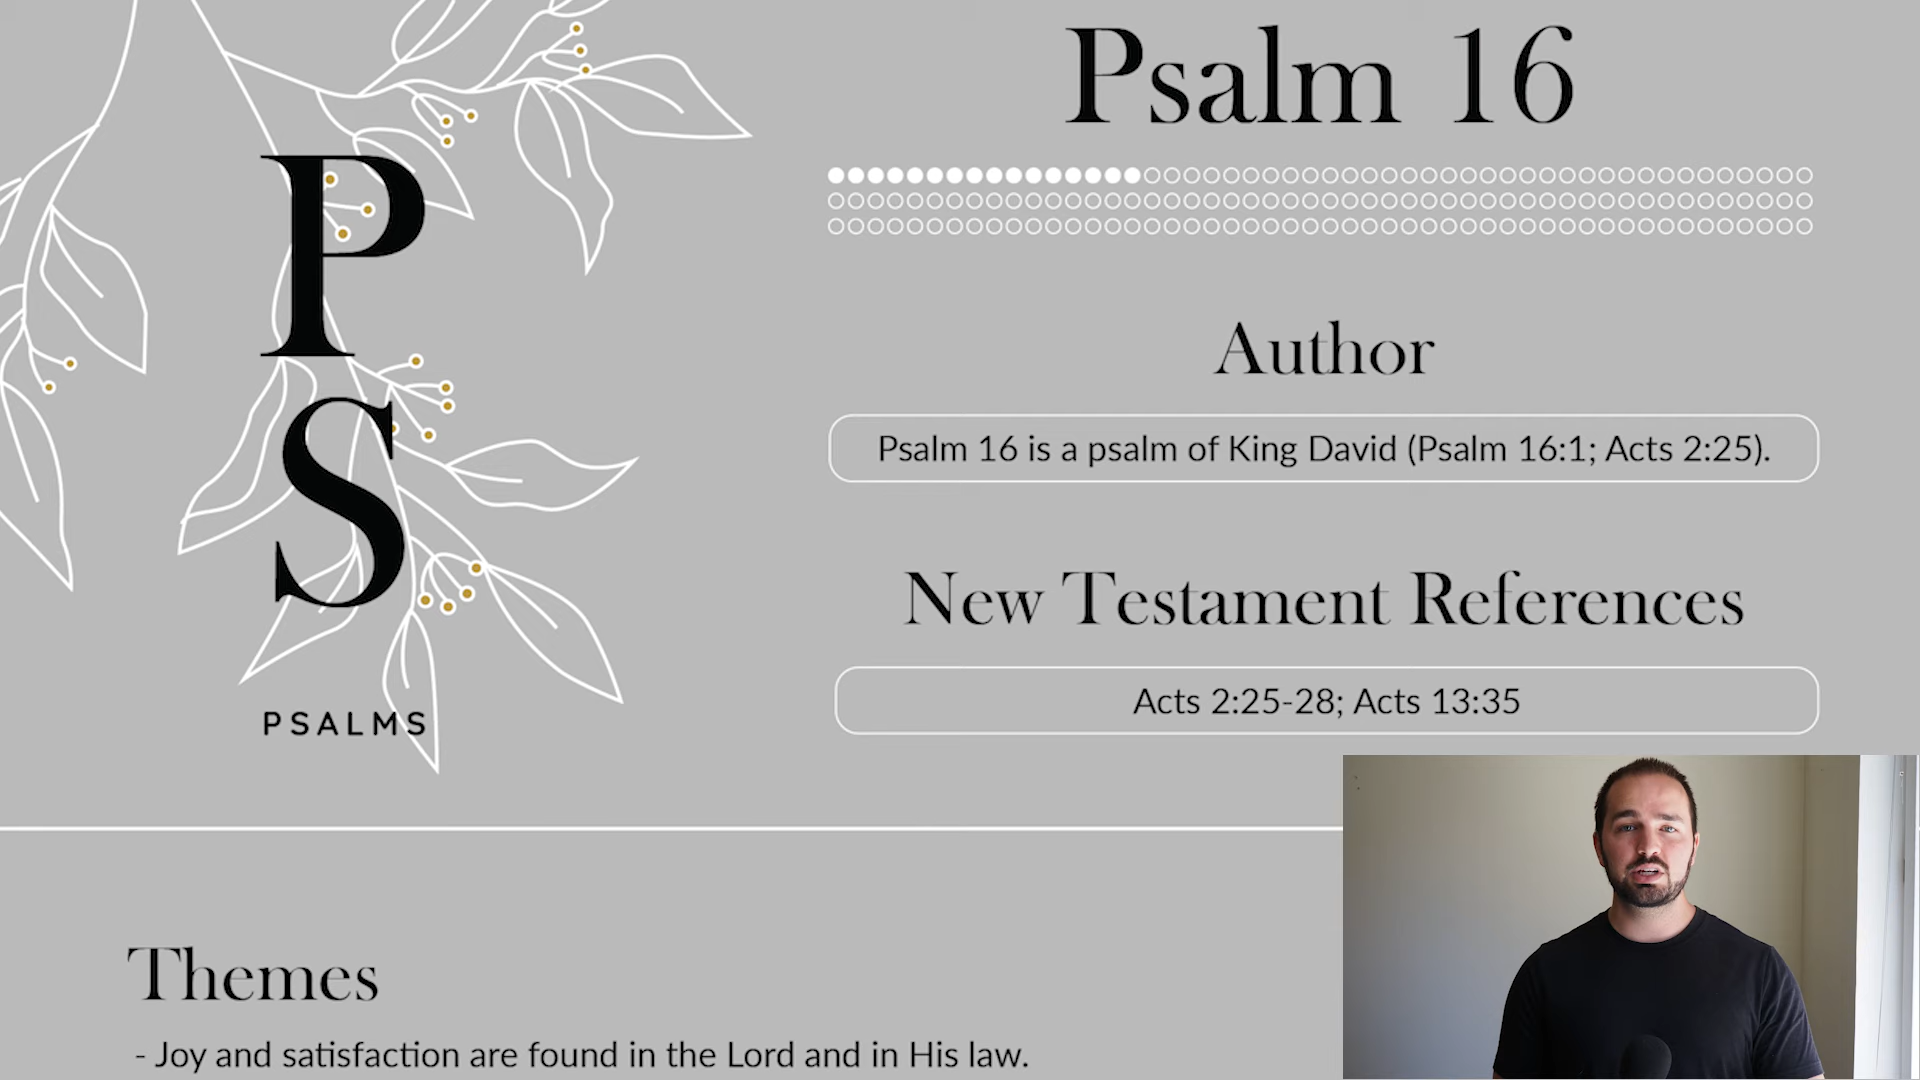 P
S
PSALMS
Psalm 16
Author
Psalm 16 is a psalm of King David (Psalm 16:1; Acts 2:25).
New Testament References
Acts 2:25-28; Acts 13:35
Themes
- Joy and satisfaction are found in the Lord and in His law.